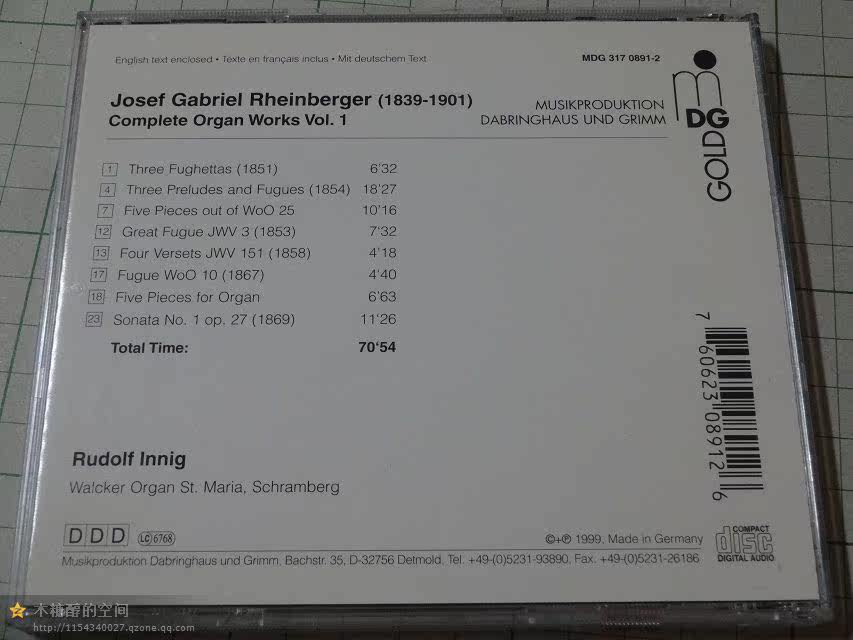 English text enclosed • Texte en français inclus • Mit deutschem Text
MDG 317 0891-2
Josef Gabriel Rheinberger (1839-1901)
Complete Organ Works Vol. 1
MUSIKPRODUKTION
DABRINGHAUS UND GRIMM
m
DG
GOLD
1 Three Fughettas (1851) 6'32
4 Three Preludes and Fugues (1854) 18'27
7 Five Pieces out of WoO 25 10'16
12 Great Fugue JWV 3 (1853) 7'32
13 Four Versets JWV 151 (1858) 4'18
17 Fugue WoO 10 (1867) 4'40
18 Five Pieces for Organ 6'63
23 Sonata No. 1 op. 27 (1869) 11'26
Total Time: 70'54
7 60623 08912 6
Rudolf Innig
Walcker Organ St. Maria, Schramberg
DDD LC 6768
©+℗ 1999, Made in Germany
COMPACT
disc
DIGITAL AUDIO
Musikproduktion Dabringhaus und Grimm, Bachstr. 35, D-32756 Detmold, Tel. +49-(0)5231-93890, Fax. +49-(0)5231-26186
木糖醇的空间
http://1154340027.qzone.qq.com